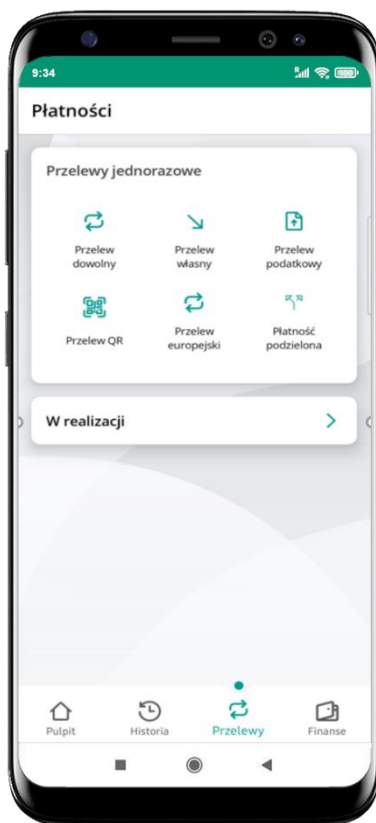 9:34
Płatności
Przelewy jednorazowe
Przelew
dowolny
Przelew
własny
Przelew
podatkowy
Przelew QR
Przelew
europejski
Płatność
podzielona
W realizacji
Pulpit
Historia
Przelewy
Finanse